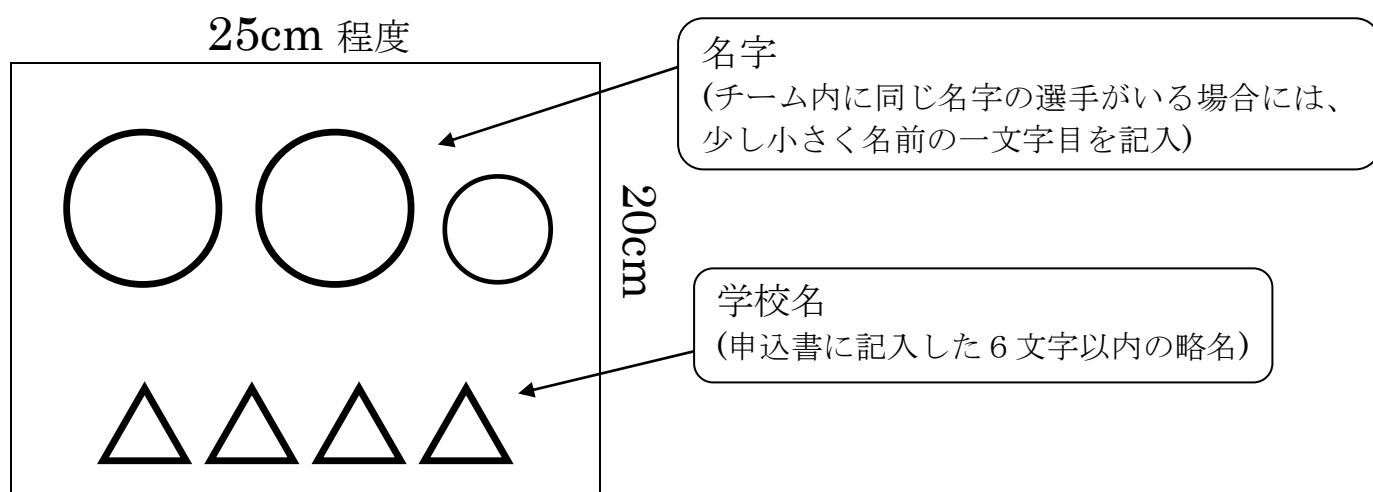 25cm 程度
名字
(チーム内に同じ名字の選手がいる場合には、
少し小さく名前の一文字目を記入)
20cm
学校名
(申込書に記入した6文字以内の略名)